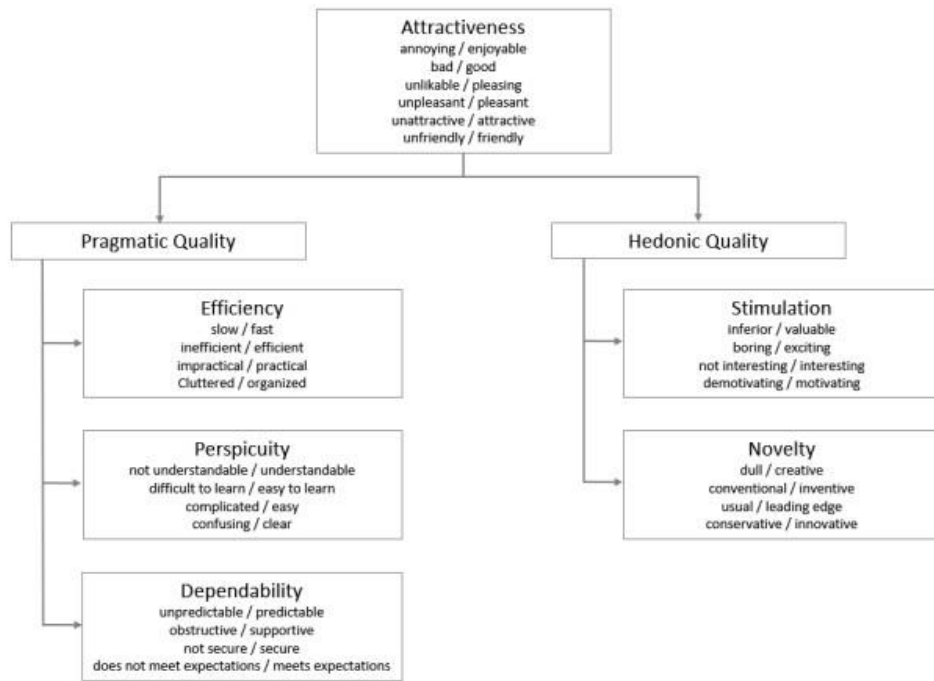 Attractiveness
annoying / enjoyable
bad / good
unlikable / pleasing
unpleasant / pleasant
unattractive / attractive
unfriendly / friendly
Pragmatic Quality
Efficiency
slow / fast
inefficient / efficient
impractical / practical
Cluttered / organized
Perspicuity
not understandable / understandable
difficult to learn / easy to learn
complicated / easy
confusing / clear
Dependability
unpredictable / predictable
obstructive / supportive
not secure / secure
does not meet expectations / meets expectations
Hedonic Quality
Stimulation
inferior / valuable
boring / exciting
not interesting / interesting
demotivating / motivating
Novelty
dull / creative
conventional / inventive
usual / leading edge
conservative / innovative